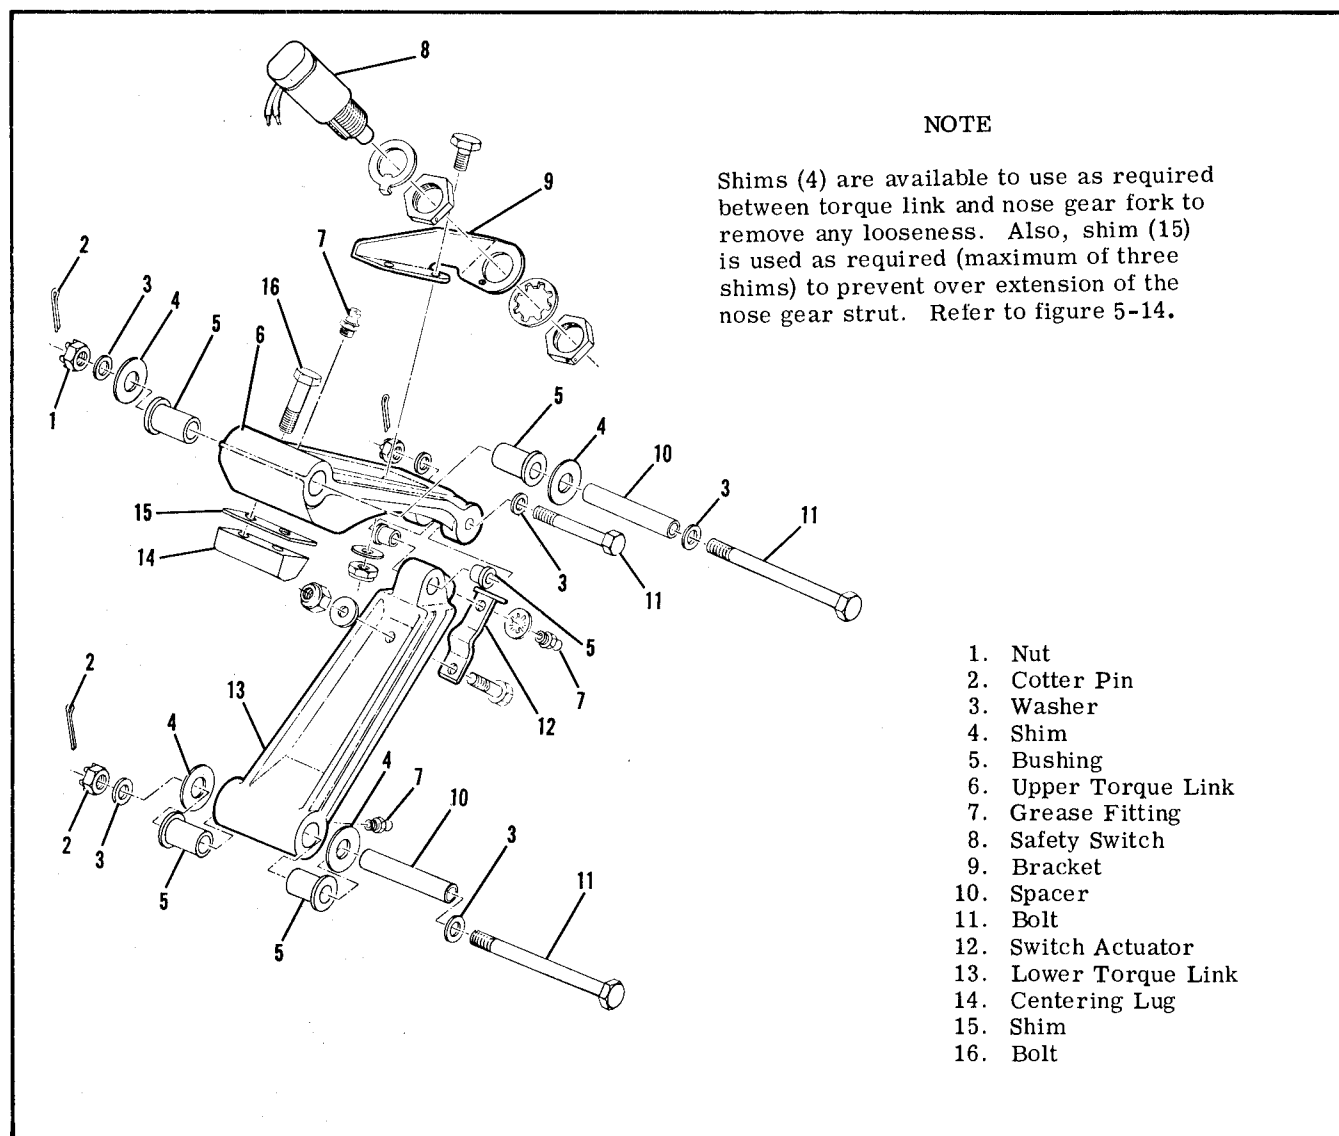 8
NOTE
Shims (4) are available to use as required
between torque link and nose gear fork to
remove any looseness. Also, shim (15)
is used as required (maximum of three
shims) to prevent over extension of the
nose gear strut. Refer to figure 5-14.
9
2
7
3
16
4
5
6
1
5
4
10
3
11
15
14
3
11
5
7
12
2
13
4
4
7
10
3
2
3
5
5
11
1. Nut
2. Cotter Pin
3. Washer
4. Shim
5. Bushing
6. Upper Torque Link
7. Grease Fitting
8. Safety Switch
9. Bracket
10. Spacer
11. Bolt
12. Switch Actuator
13. Lower Torque Link
14. Centering Lug
15. Shim
16. Bolt